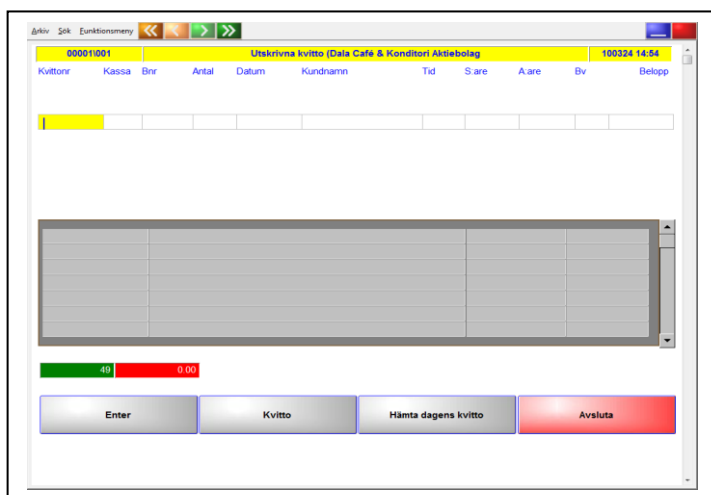 Arkiv Sök Funktionsmeny
00001\001 Utskrivna kvitto (Dala Café & Konditori Aktiebolag 100324 14:54
Kvittonr Kassa Bnr Antal Datum Kundnamn Tid S:are A:are Bv Belopp
49 0.00
Enter Kvitto Hämta dagens kvitto Avsluta